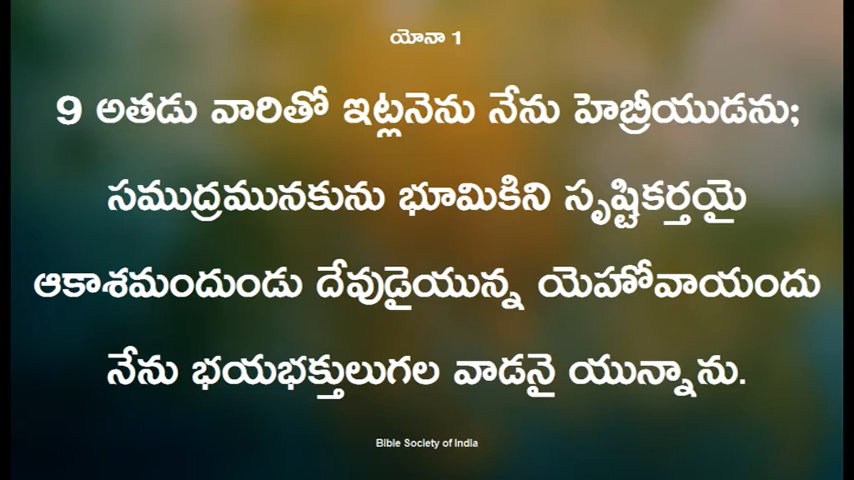 యోనా 1
9 అతడు వారితో ఇట్లనెను నేను హెబ్రీయుడను;
సముద్రమునకును భూమికిని సృష్టికర్తయై
ఆకాశమందుండు దేవుడైయున్న యెహోవాయందు
నేను భయభక్తులుగల వాడనై యున్నాను.
Bible Society of India